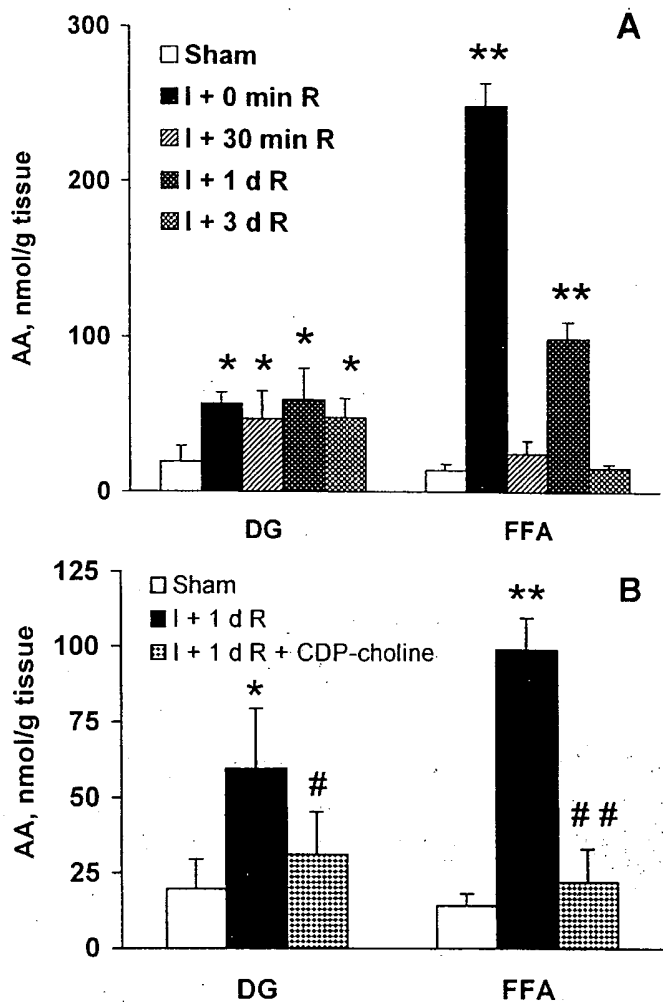 A
300
200
100
0
AA, nmol/g tissue
Sham
I + 0 min R
I + 30 min R
I + 1 d R
I + 3 d R
* * * *
** **
DG FFA
B
125
100
75
50
25
0
AA, nmol/g tissue
Sham
I + 1 d R
I + 1 d R + CDP-choline
* #
** ##
DG FFA